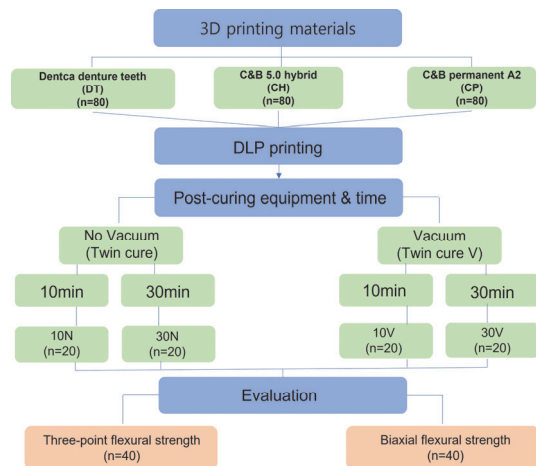 3D printing materials
Dentca denture teeth
(DT)
(n=80)
C&B 5.0 hybrid
(CH)
(n=80)
C&B permanent A2
(CP)
(n=80)
DLP printing
Post-curing equipment & time
No Vacuum
(Twin cure)
Vacuum
(Twin cure V)
10min
30min
10min
30min
10N
(n=20)
30N
(n=20)
10V
(n=20)
30V
(n=20)
Evaluation
Three-point flexural strength
(n=40)
Biaxial flexural strength
(n=40)